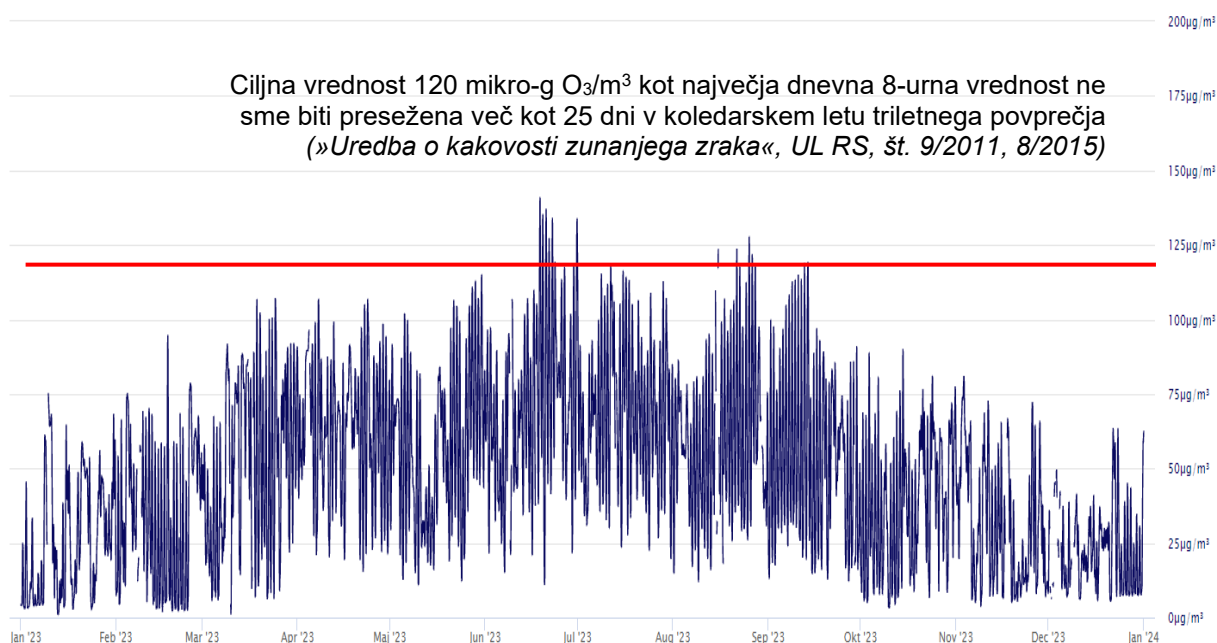 200µg/m³
Ciljna vrednost 120 mikro-g O₃/m³ kot največja dnevna 8-urna vrednost ne
175µg/m³
sme biti presežena več kot 25 dni v koledarskem letu triletnega povprečja
(»Uredba o kakovosti zunanjega zraka«, UL RS, št. 9/2011, 8/2015)
150µg/m³
125µg/m³
100µg/m³
75µg/m³
50µg/m³
25µg/m³
0µg/m³
Jan '23 Feb '23 Mar '23 Apr '23 Maj '23 Jun '23 Jul '23 Aug '23 Sep '23 Okt '23 Nov '23 Dec '23 Jan '24